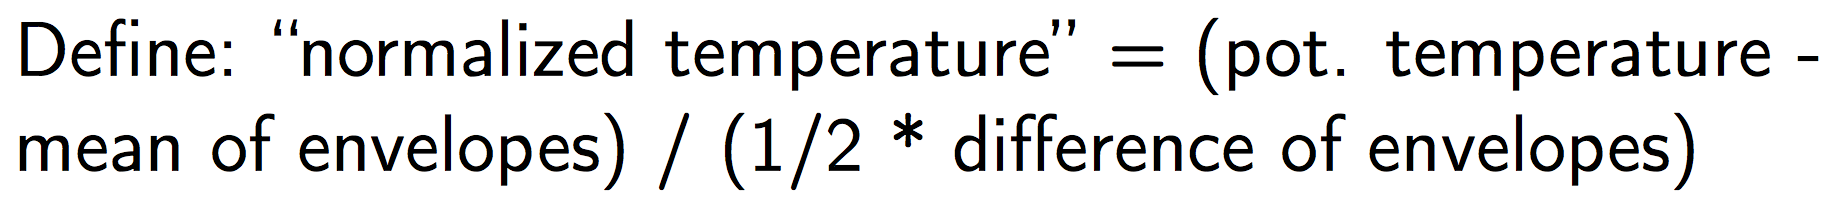 Define: “normalized temperature” = (pot. temperature -
mean of envelopes) / (1/2 * difference of envelopes)